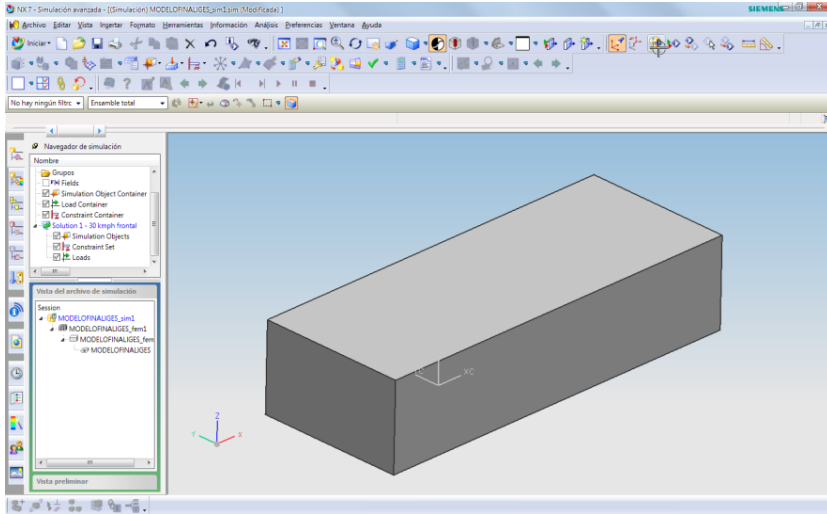 NX 7 - Simulación avanzada - [(Simulación) MODELOFINALIGES_sim1.sim (Modificada) ]
SIEMENS
Archivo Editar Vista Insertar Formato Herramientas Información Análisis Preferencias Ventana Ayuda
Iniciar
No hay ningún filtrc
Ensamble total
Navegador de simulación
Nombre
Grupos
Fields
Simulation Object Container
Load Container
Constraint Container
Solution 1 - 30 kmph frontal
Simulation Objects
Constraint Set
Loads
Vista del archivo de simulación
Session
MODELOFINALIGES_sim1
MODELOFINALIGES_fem1
MODELOFINALIGES_fem
MODELOFINALIGES
Vista preliminar
XC
Z
Y
X